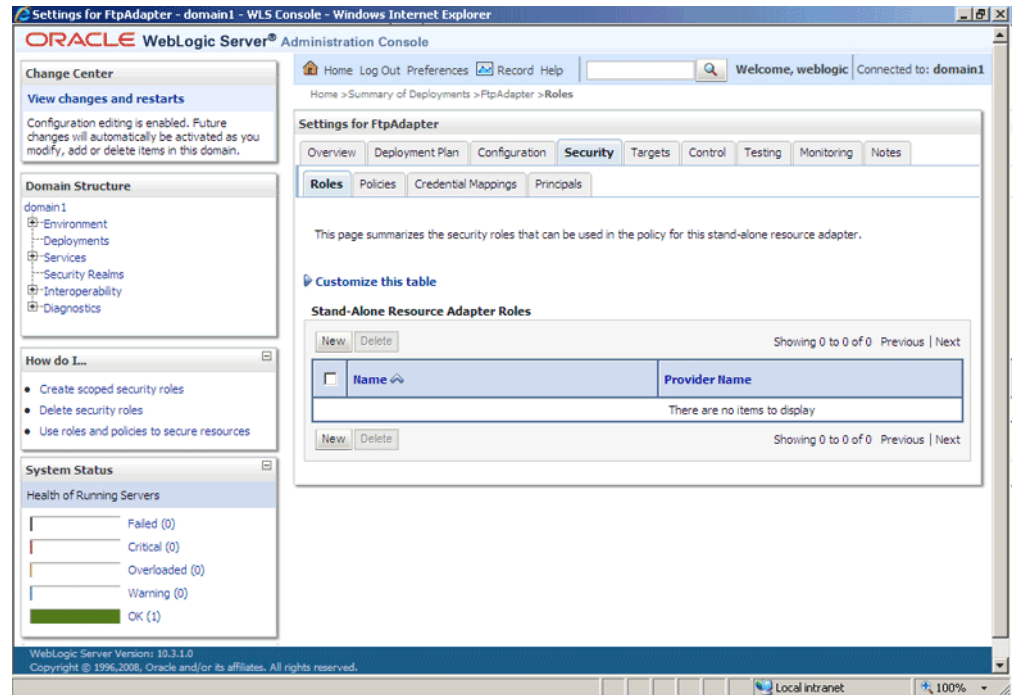 Settings for FtpAdapter - domain1 - WLS Console - Windows Internet Explorer
ORACLE WebLogic Server® Administration Console
Change Center
View changes and restarts
Configuration editing is enabled. Future
changes will automatically be activated as you
modify, add or delete items in this domain.
Domain Structure
domain1
Environment
Deployments
Services
Security Realms
Interoperability
Diagnostics
How do I...
Create scoped security roles
Delete security roles
Use roles and policies to secure resources
System Status
Health of Running Servers
Failed (0)
Critical (0)
Overloaded (0)
Warning (0)
OK (1)
Home Log Out Preferences Record Help Welcome, weblogic Connected to: domain1
Home >Summary of Deployments >FtpAdapter >Roles
Settings for FtpAdapter
Overview Deployment Plan Configuration Security Targets Control Testing Monitoring Notes
Roles Policies Credential Mappings Principals
This page summarizes the security roles that can be used in the policy for this stand-alone resource adapter.
Customize this table
Stand-Alone Resource Adapter Roles
New Delete Showing 0 to 0 of 0 Previous | Next
Name Provider Name
There are no items to display
New Delete Showing 0 to 0 of 0 Previous | Next
WebLogic Server Version: 10.3.1.0
Copyright © 1996,2008, Oracle and/or its affiliates. All rights reserved.
Local intranet 100%